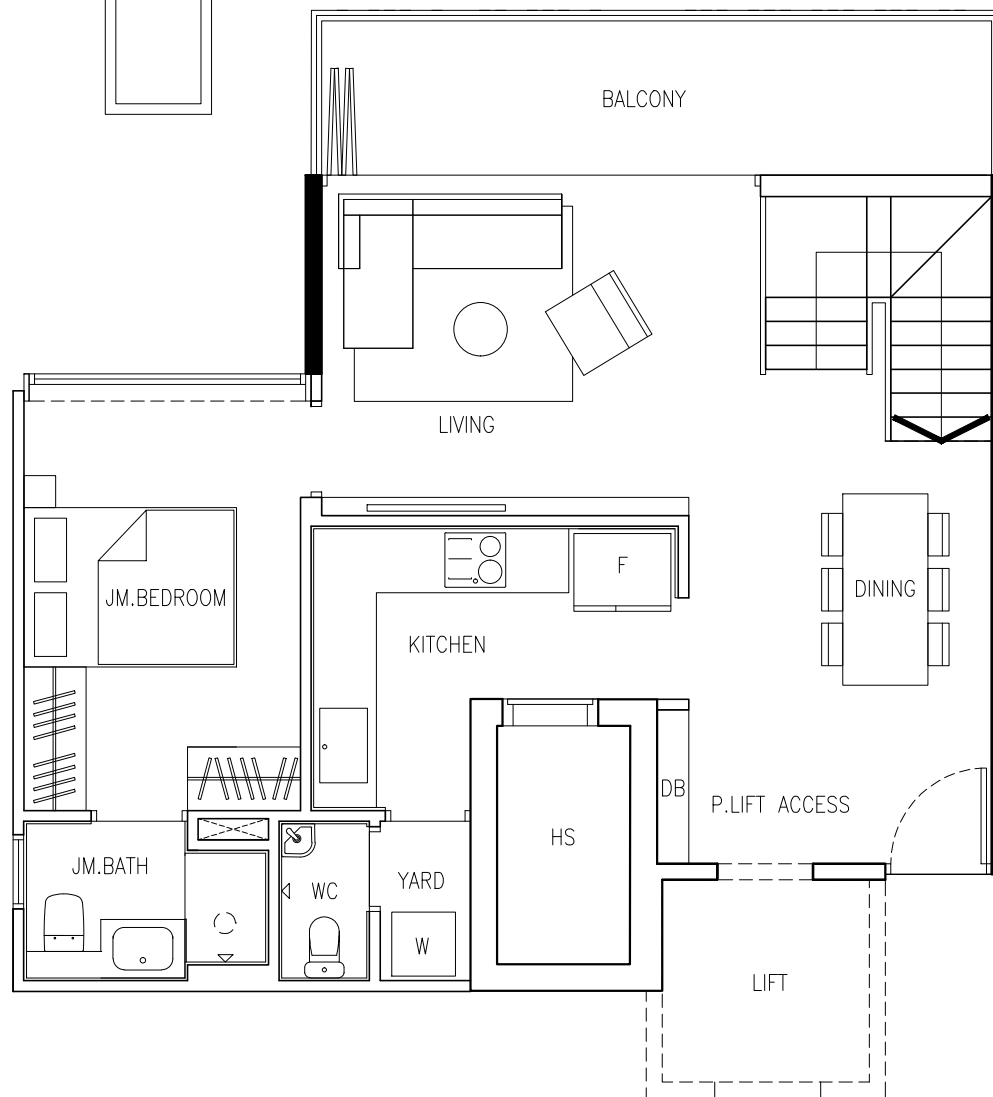 BALCONY
LIVING
F
JM.BEDROOM
DINING
KITCHEN
DB
P.LIFT ACCESS
HS
JM.BATH
WC
YARD
W
LIFT